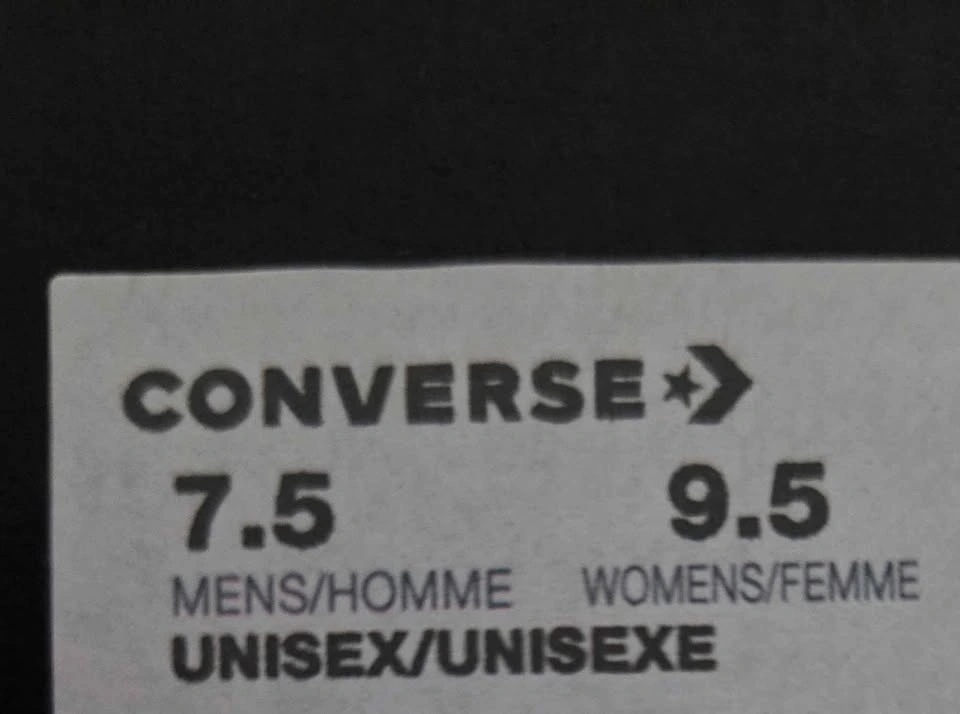 CONVERSE
7.5 9.5
MENS/HOMME WOMENS/FEMME
UNISEX/UNISEXE